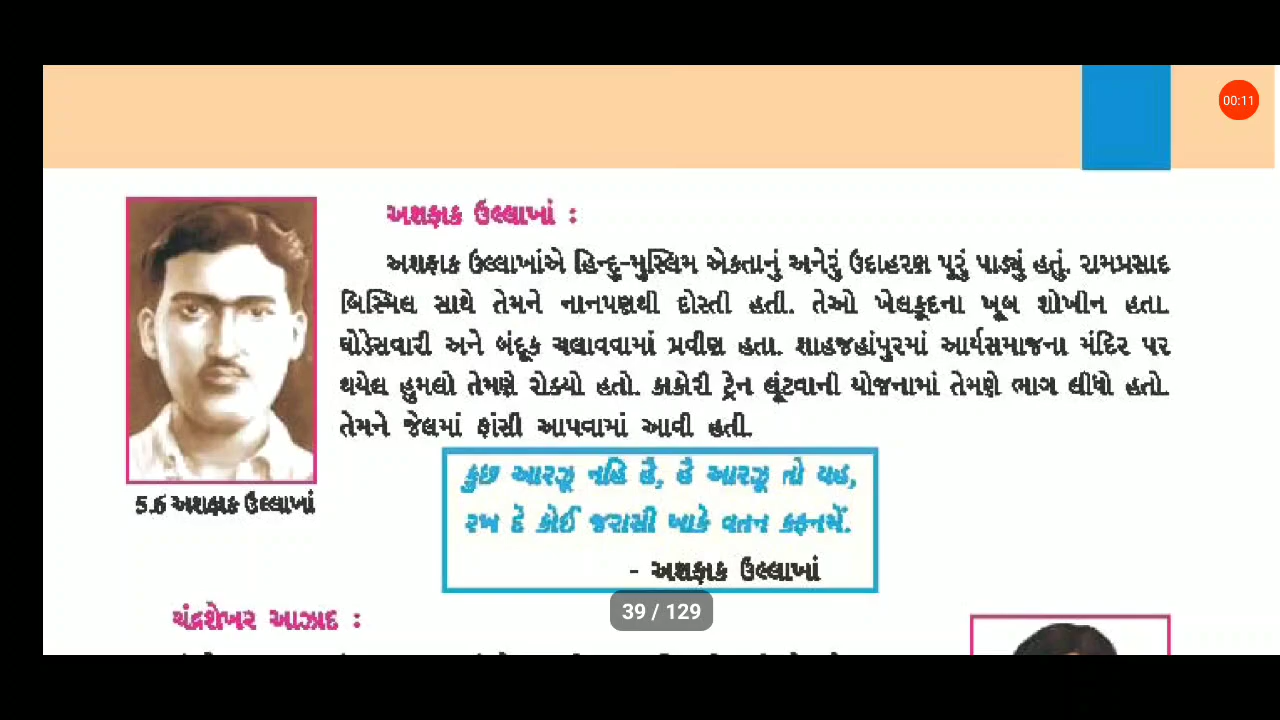 00:11
અશફાક ઉલ્લાખાં :
અશફાક ઉલ્લાખાંએ હિન્દુ-મુસ્લિમ એકતાનું અનેરું ઉદાહરણ પૂરું પાડ્યું હતું. રામપ્રસાદ
બિસ્મિલ સાથે તેમને નાનપણથી દોસ્તી હતી. તેઓ ખેલકૂદના ખૂબ શોખીન હતા.
ઘોડેસવારી અને બંદૂક ચલાવવામાં પ્રવીણ હતા. શાહજહાંપુરમાં આર્યસમાજના મંદિર પર
થયેલ હુમલો તેમણે રોક્યો હતો. કાકોરી ટ્રેન લૂંટવાની યોજનામાં તેમણે ભાગ લીધો હતો.
તેમને જેલમાં ફાંસી આપવામાં આવી હતી.
5.6 અશફાક ઉલ્લાખાં
કુછ આરઝૂ નહિ હૈ, હૈ આરઝૂ તો યહ,
રખ દે કોઈ જરાસી ખાકે વતન કફનમેં.
- અશફાક ઉલ્લાખાં
39 / 129
ચંદ્રશેખર આઝાદ :